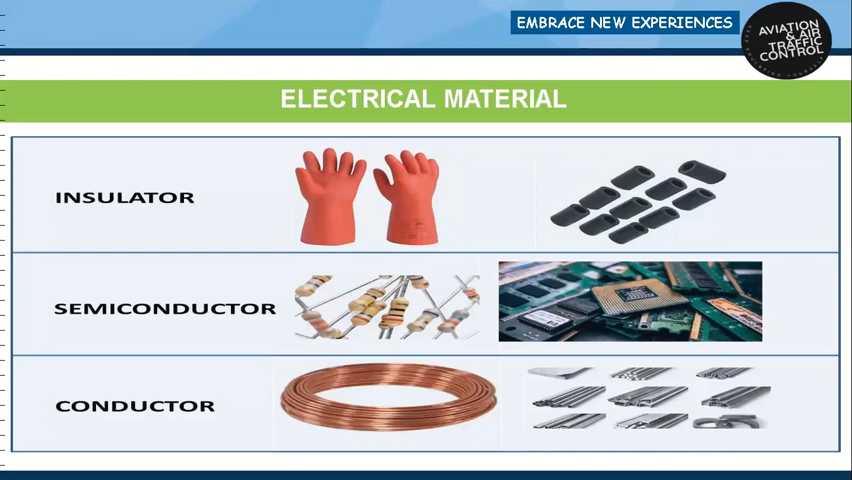 EMBRACE NEW EXPERIENCES
AVIATION
& AIR
TRAFFIC
CONTROL
ELECTRICAL MATERIAL
INSULATOR
SEMICONDUCTOR
CONDUCTOR